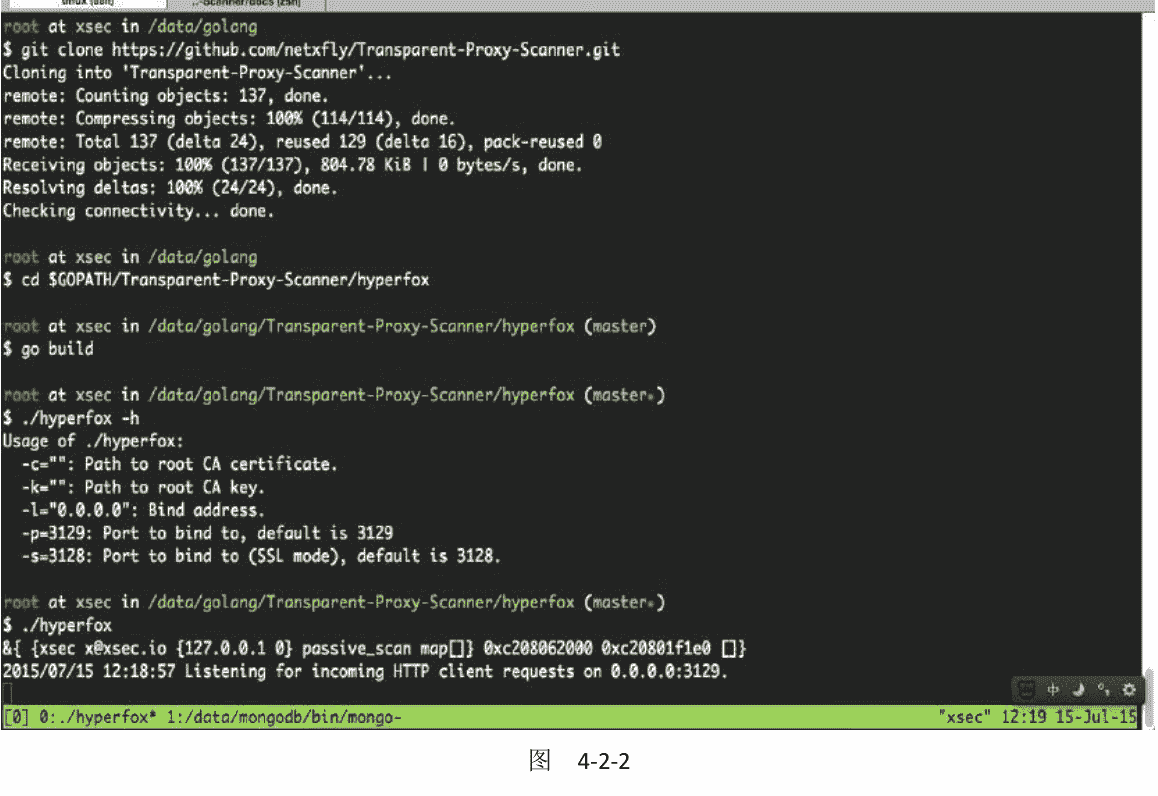 tmux (ssh) ..-Scanner/docs (zsh)
root at xsec in /data/golang
$ git clone https://github.com/netxfly/Transparent-Proxy-Scanner.git
Cloning into 'Transparent-Proxy-Scanner'...
remote: Counting objects: 137, done.
remote: Compressing objects: 100% (114/114), done.
remote: Total 137 (delta 24), reused 129 (delta 16), pack-reused 0
Receiving objects: 100% (137/137), 804.78 KiB | 0 bytes/s, done.
Resolving deltas: 100% (24/24), done.
Checking connectivity... done.
root at xsec in /data/golang
$ cd $GOPATH/Transparent-Proxy-Scanner/hyperfox
root at xsec in /data/golang/Transparent-Proxy-Scanner/hyperfox (master)
$ go build
root at xsec in /data/golang/Transparent-Proxy-Scanner/hyperfox (master*)
$ ./hyperfox -h
Usage of ./hyperfox:
-c="": Path to root CA certificate.
-k="": Path to root CA key.
-l="0.0.0.0": Bind address.
-p=3129: Port to bind to, default is 3129
-s=3128: Port to bind to (SSL mode), default is 3128.
root at xsec in /data/golang/Transparent-Proxy-Scanner/hyperfox (master*)
$ ./hyperfox
&{ {xsec x@xsec.io {127.0.0.1 0} passive_scan map[]} 0xc208062000 0xc20801f1e0 []}
2015/07/15 12:18:57 Listening for incoming HTTP client requests on 0.0.0.0:3129.
中
[0] 0:./hyperfox* 1:/data/mongodb/bin/mongo- "xsec" 12:19 15-Jul-15
图 4-2-2